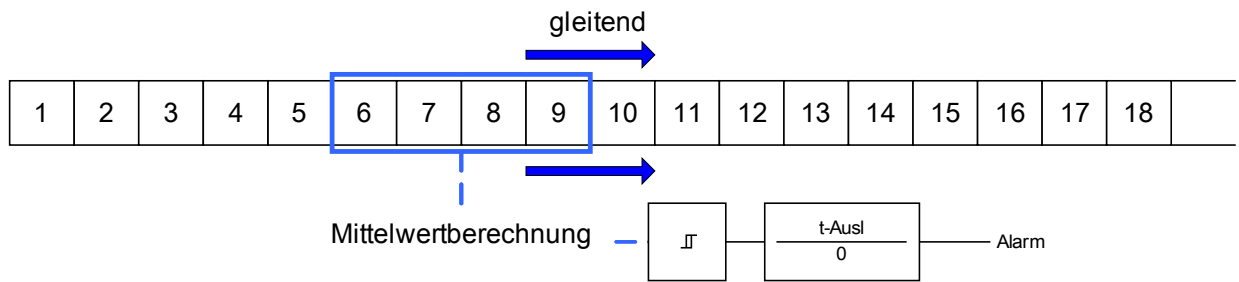 gleitend
1 2 3 4 5 6 7 8 9 10 11 12 13 14 15 16 17 18
Mittelwertberechnung
t-Ausl
0
Alarm